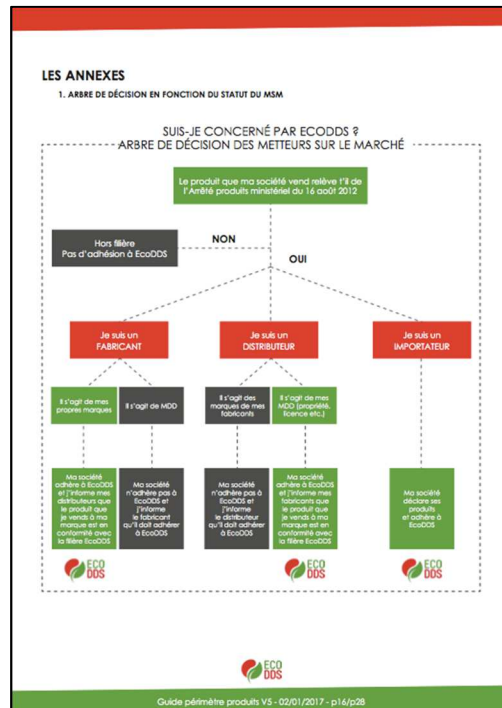 LES ANNEXES
1. ARBRE DE DÉCISION EN FONCTION DU STATUT DU MSM
SUIS-JE CONCERNÉ PAR ECODDS ?
ARBRE DE DÉCISION DES METTEURS SUR LE MARCHÉ
Le produit que ma société vend relève t'il de
l'Arrêté produits ministériel du 16 août 2012
NON
Hors filière
Pas d'adhésion à EcoDDS
OUI
Je suis un
FABRICANT
Je suis un
DISTRIBUTEUR
Je suis un
IMPORTATEUR
Il s'agit de mes
propres marques
Il s'agit de MDD
Il s'agit des
marques de mes
fabricants
Il s'agit de mes
MDD (propriété,
licence etc.)
Ma société
adhère à EcoDDS
et j'informe mes
distributeurs que
le produit que
je vends à ma
marque est en
conformité avec
la filière EcoDDS
Ma société
n'adhère pas à
EcoDDS et
j'informe
le fabricant
qu'il doit adhérer
à EcoDDS
Ma société
n'adhère pas à
EcoDDS et
j'informe
le distributeur
qu'il doit adhérer
à EcoDDS
Ma société
adhère à EcoDDS
et j'informe mes
fabricants que
le produit que
je vends à ma
marque est en
conformité avec
la filière EcoDDS
Ma société
déclare ses
produits
et adhère à
EcoDDS
ECO
DDS
ECO
DDS
ECO
DDS
ECO
DDS
Guide périmètre produits V5 - 02/01/2017 - p16/p28